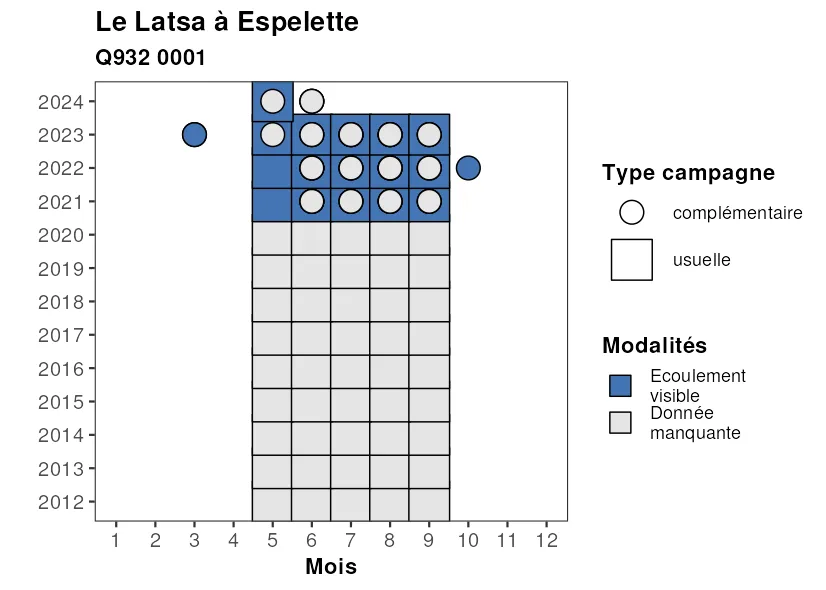 Le Latsa à Espelette
Q932 0001
2024
2023
2022
2021
2020
2019
2018
2017
2016
2015
2014
2013
2012
1 2 3 4 5 6 7 8 9 10 11 12
Mois
Type campagne
complémentaire
usuelle
Modalités
Ecoulement
visible
Donnée
manquante